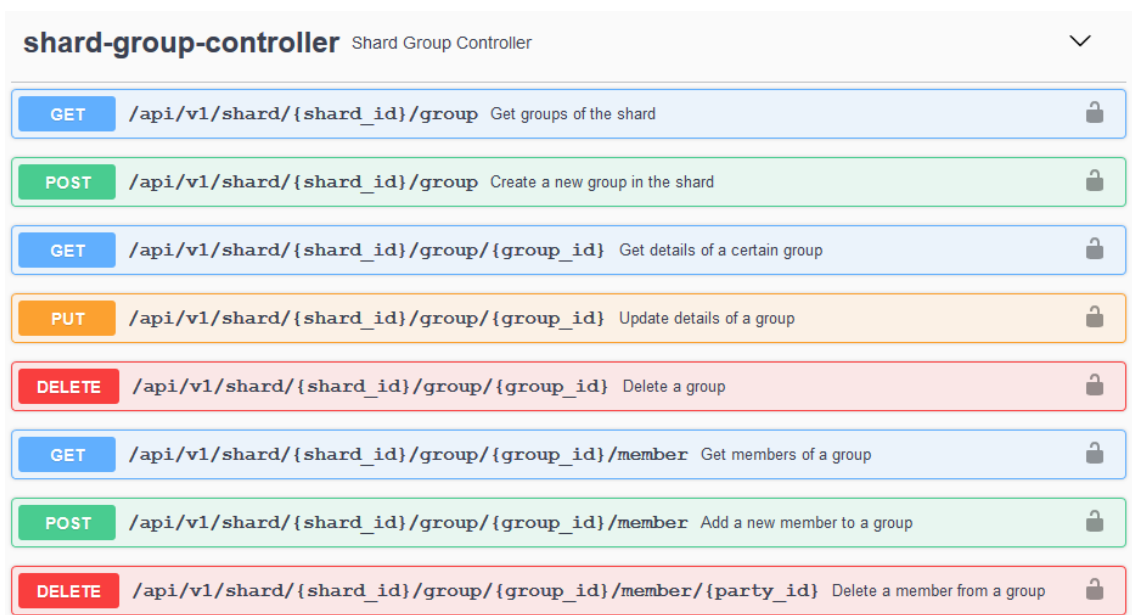 shard-group-controller Shard Group Controller
GET /api/v1/shard/{shard_id}/group Get groups of the shard
POST /api/v1/shard/{shard_id}/group Create a new group in the shard
GET /api/v1/shard/{shard_id}/group/{group_id} Get details of a certain group
PUT /api/v1/shard/{shard_id}/group/{group_id} Update details of a group
DELETE /api/v1/shard/{shard_id}/group/{group_id} Delete a group
GET /api/v1/shard/{shard_id}/group/{group_id}/member Get members of a group
POST /api/v1/shard/{shard_id}/group/{group_id}/member Add a new member to a group
DELETE /api/v1/shard/{shard_id}/group/{group_id}/member/{party_id} Delete a member from a group